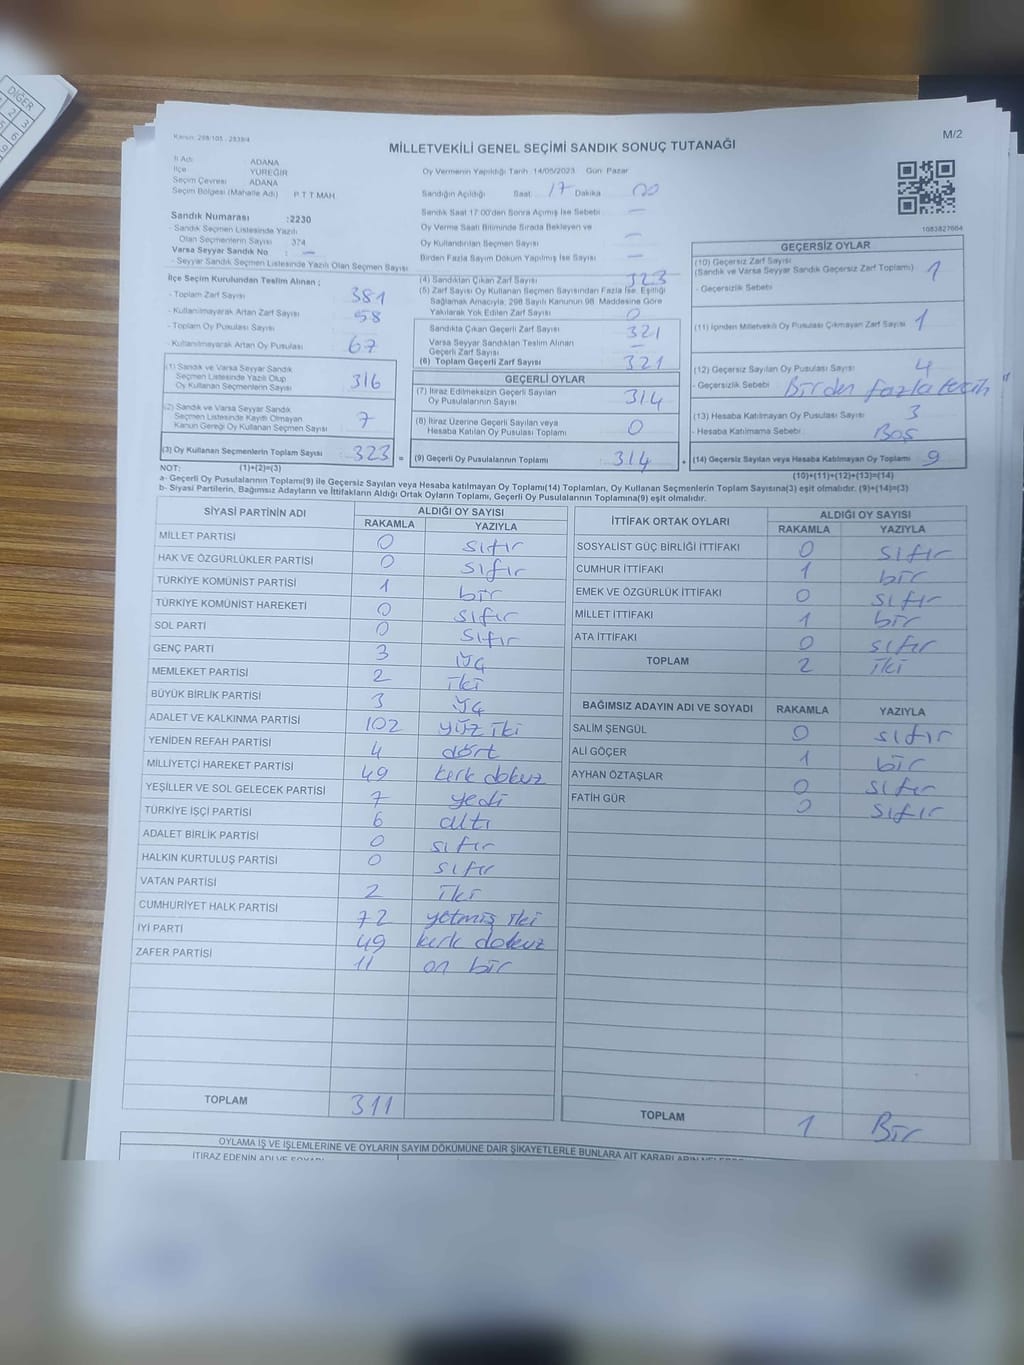 DİĞER
Kanun, 298/105 , 2839/4
M/2
MİLLETVEKİLİ GENEL SEÇİMİ SANDIK SONUÇ TUTANAĞI
İl Adı : ADANA
İlçe : YÜREĞİR
Seçim Çevresi : ADANA
Seçim Bölgesi (Mahalle Adı) : P T T MAH.
Sandık Numarası :2230
- Sandık Seçmen Listesinde Yazılı
Olan Seçmenlerin Sayısı : 374
Varsa Seyyar Sandık No : —
- Seyyar Sandık Listesinde Yazılı Olan Seçmen Sayısı
Oy Vermenin Yapıldığı Tarih :14/05/2023 Gün: Pazar
Sandığın Açıldığı Saat: 17 Dakika 00
Sandık Saat 17:00'den Sonra Açımış İse Sebebi —
Oy Verme Saati Bitiminde Sırada Bekleyen ve
Oy Kullandırılan Seçmen Sayısı —
Birden Fazla Sayım Döküm Yapılmış İse Sayısı —
1083827664
İlçe Seçim Kurulundan Teslim Alınan ;
- Toplam Zarf Sayısı : 381
- Kullanılmayarak Artan Zarf Sayısı : 58
- Toplam Oy Pusulası Sayısı :
- Kullanılmayarak Artan Oy Pusulası : 67
(1) Sandık ve Varsa Seyyar Sandık
Seçmen Listesinde Yazılı Olup
Oy Kullanan Seçmenlerin Sayısı : 316
(2) Sandık ve Varsa Seyyar Sandık
Seçmen Listesinde Kayıtlı Olmayan
Kanun Gereği Oy Kullanan Seçmen Sayısı : 7
(3) Oy Kullanan Seçmenlerin Toplam Sayısı : 323 =
(4) Sandıktan Çıkan Zarf Sayısı : 323
(5) Zarf Sayısı Oy Kullanan Seçmen Sayısından Fazla İse, Eşitliği
Sağlamak Amacıyla, 298 Sayılı Kanunun 98. Maddesine Göre
Yakılarak Yok Edilen Zarf Sayısı : 0
Sandıkta Çıkan Geçerli Zarf Sayısı : 321
Varsa Seyyar Sandıktan Teslim Alınan
Geçerli Zarf Sayısı : —
(6) Toplam Geçerli Zarf Sayısı : 321
GEÇERLİ OYLAR
(7) İtiraz Edilmeksizin Geçerli Sayılan
Oy Pusulalarının Sayısı : 314
(8) İtiraz Üzerine Geçerli Sayılan veya
Hesaba Katılan Oy Pusulaları Toplamı : 0
(9) Geçerli Oy Pusulalarının Toplamı : 314 +
GEÇERSİZ OYLAR
(10) Geçersiz Zarf Sayısı
(Sandık ve Varsa Seyyar Sandık Geçersiz Zarf Toplamı) : 1
- Geçersizlik Sebebi :
(11) İçinden Milletvekili Oy Pusulası Çıkmayan Zarf Sayısı : 1
(12) Geçersiz Sayılan Oy Pusulası Sayısı : 4
- Geçersizlik Sebebi : Birden fazla tercih
(13) Hesaba Katılmayan Oy Pusulası Sayısı : 3
- Hesaba Katılmama Sebebi : Boş
(14) Geçersiz Sayılan veya Hesaba Katılmayan Oy Toplamı : 9
NOT: (1)+(2)=(3)
(10)+(11)+(12)+(13)=(14)
a- Geçerli Oy Pusulalarının Toplamı(9) ile Geçersiz Sayılan veya Hesaba katılmayan Oy Toplamı(14) Toplamları, Oy Kullanan Seçmenlerin Toplam Sayısına(3) eşit olmalıdır. (9)+(14)=(3)
b- Siyasi Partilerin, Bağımsız Adayların ve İttifakların Aldığı Ortak Oyların Toplamı, Geçerli Oy Pusulalarının Toplamına(9) eşit olmalıdır.
SİYASİ PARTİNİN ADI ALDIĞI OY SAYISI
RAKAMLA YAZIYLA
MİLLET PARTİSİ 0 sıfır
HAK VE ÖZGÜRLÜKLER PARTİSİ 0 sıfır
TÜRKİYE KOMÜNİST PARTİSİ 1 bir
TÜRKİYE KOMÜNİST HAREKETİ 0 sıfır
SOL PARTİ 0 sıfır
GENÇ PARTİ 3 üç
MEMLEKET PARTİSİ 2 iki
BÜYÜK BİRLİK PARTİSİ 3 üç
ADALET VE KALKINMA PARTİSİ 102 yüz iki
YENİDEN REFAH PARTİSİ 4 dört
MİLLİYETÇİ HAREKET PARTİSİ 49 kırk dokuz
YEŞİLLER VE SOL GELECEK PARTİSİ 7 yedi
TÜRKİYE İŞÇİ PARTİSİ 6 altı
ADALET BİRLİK PARTİSİ 0 sıfır
HALKIN KURTULUŞ PARTİSİ 0 sıfır
VATAN PARTİSİ 2 iki
CUMHURİYET HALK PARTİSİ 72 yetmiş iki
İYİ PARTİ 49 kırk dokuz
ZAFER PARTİSİ 11 on bir
TOPLAM 311
İTTİFAK ORTAK OYLARI ALDIĞI OY SAYISI
RAKAMLA YAZIYLA
SOSYALİST GÜÇ BİRLİĞİ İTTİFAKI 0 sıfır
CUMHUR İTTİFAKI 1 bir
EMEK VE ÖZGÜRLÜK İTTİFAKI 0 sıfır
MİLLET İTTİFAKI 1 bir
ATA İTTİFAKI 0 sıfır
TOPLAM 2 iki
BAĞIMSIZ ADAYIN ADI VE SOYADI RAKAMLA YAZIYLA
SALİM ŞENGÜL 0 sıfır
ALİ GÖÇER 1 bir
AYHAN ÖZTAŞLAR 0 sıfır
FATİH GÜR 0 sıfır
TOPLAM 1 Bir
OYLAMA İŞ VE İŞLEMLERİNE VE OYLARIN SAYIM DÖKÜMÜNE DAİR ŞİKAYETLERLE BUNLARA AİT KARARLARIN
İTİRAZ EDENİN ADI VE SOYADI